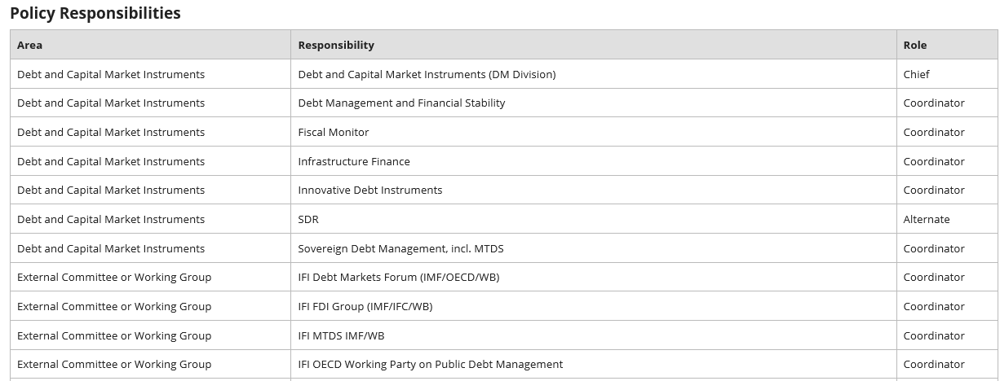 Policy Responsibilities
Area Responsibility Role
Debt and Capital Market Instruments Debt and Capital Market Instruments (DM Division) Chief
Debt and Capital Market Instruments Debt Management and Financial Stability Coordinator
Debt and Capital Market Instruments Fiscal Monitor Coordinator
Debt and Capital Market Instruments Infrastructure Finance Coordinator
Debt and Capital Market Instruments Innovative Debt Instruments Coordinator
Debt and Capital Market Instruments SDR Alternate
Debt and Capital Market Instruments Sovereign Debt Management, incl. MTDS Coordinator
External Committee or Working Group IFI Debt Markets Forum (IMF/OECD/WB) Coordinator
External Committee or Working Group IFI FDI Group (IMF/IFC/WB) Coordinator
External Committee or Working Group IFI MTDS IMF/WB Coordinator
External Committee or Working Group IFI OECD Working Party on Public Debt Management Coordinator